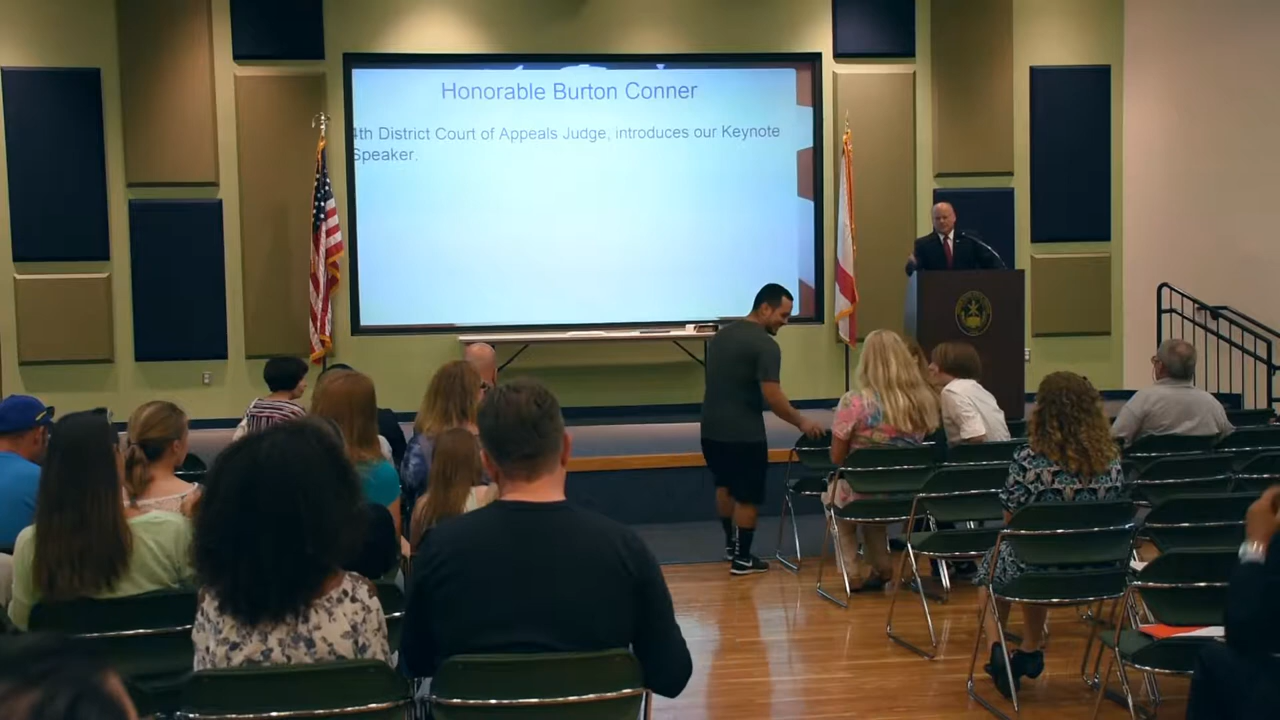 Honorable Burton Conner
4th District Court of Appeals Judge, introduces our Keynote
Speaker.